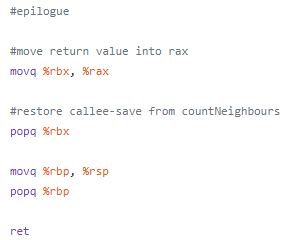 #epilogue
#move return value into rax
movq %rbx, %rax
#restore callee-save from countNeighbours
popq %rbx
movq %rbp, %rsp
popq %rbp
ret